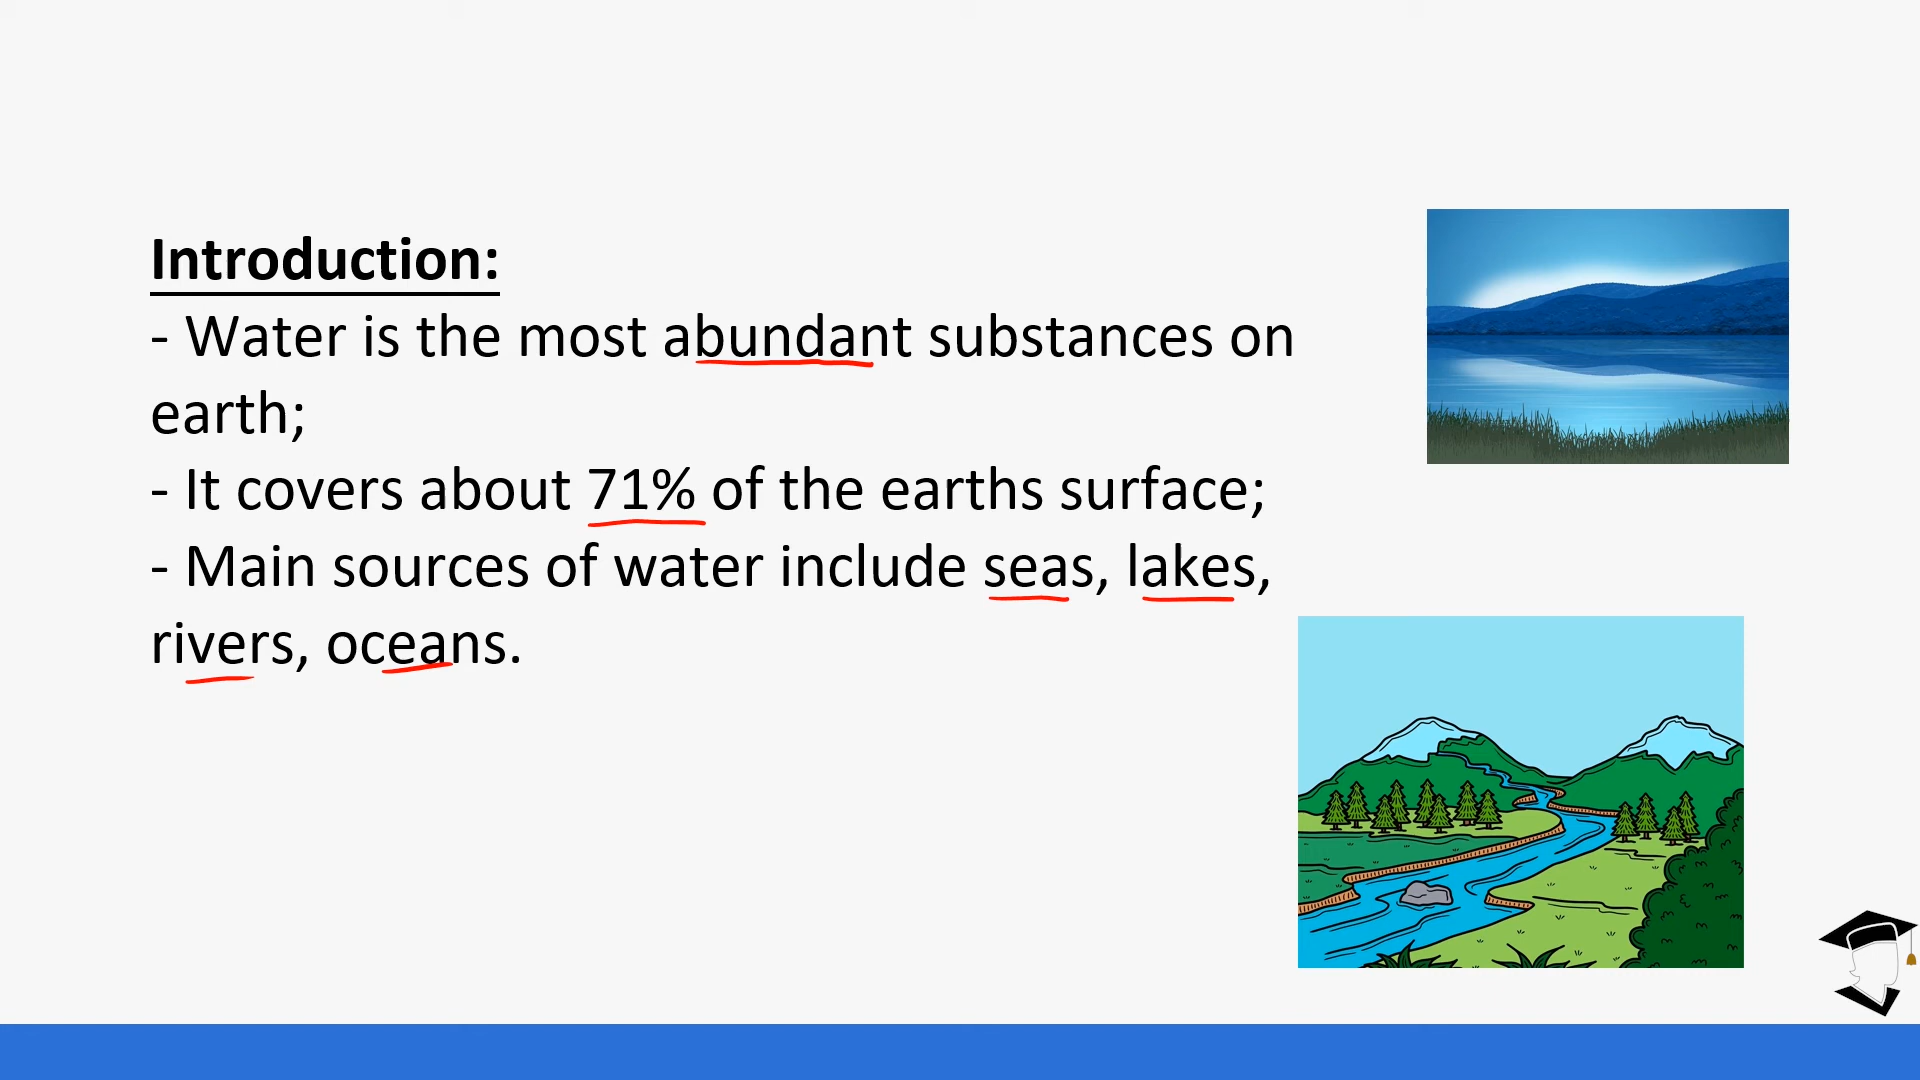 Introduction:
- Water is the most abundant substances on
earth;
- It covers about 71% of the earths surface;
- Main sources of water include seas, lakes,
rivers, oceans.